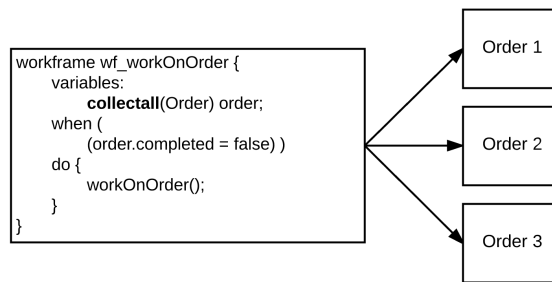 workframe wf_workOnOrder {
variables:
collectall(Order) order;
when (
(order.completed = false) )
do {
workOnOrder();
}
}
Order 1
Order 2
Order 3